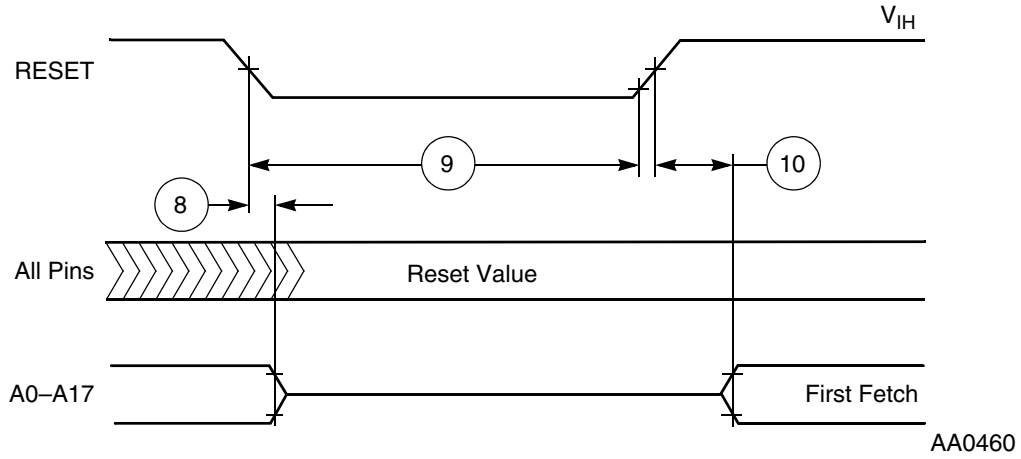 V_IH
RESET
9
10
8
All Pins
Reset Value
A0–A17
First Fetch
AA0460